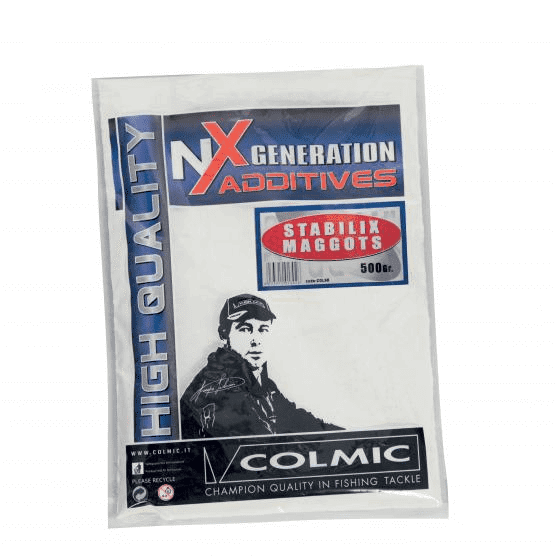 NX GENERATION
ADDITIVES
HIGH QUALITY
STABILIX
MAGGOTS
500Gr.
WWW.COLMIC.IT
PLEASE RECYCLE
COLMIC
CHAMPION QUALITY IN FISHING TACKLE